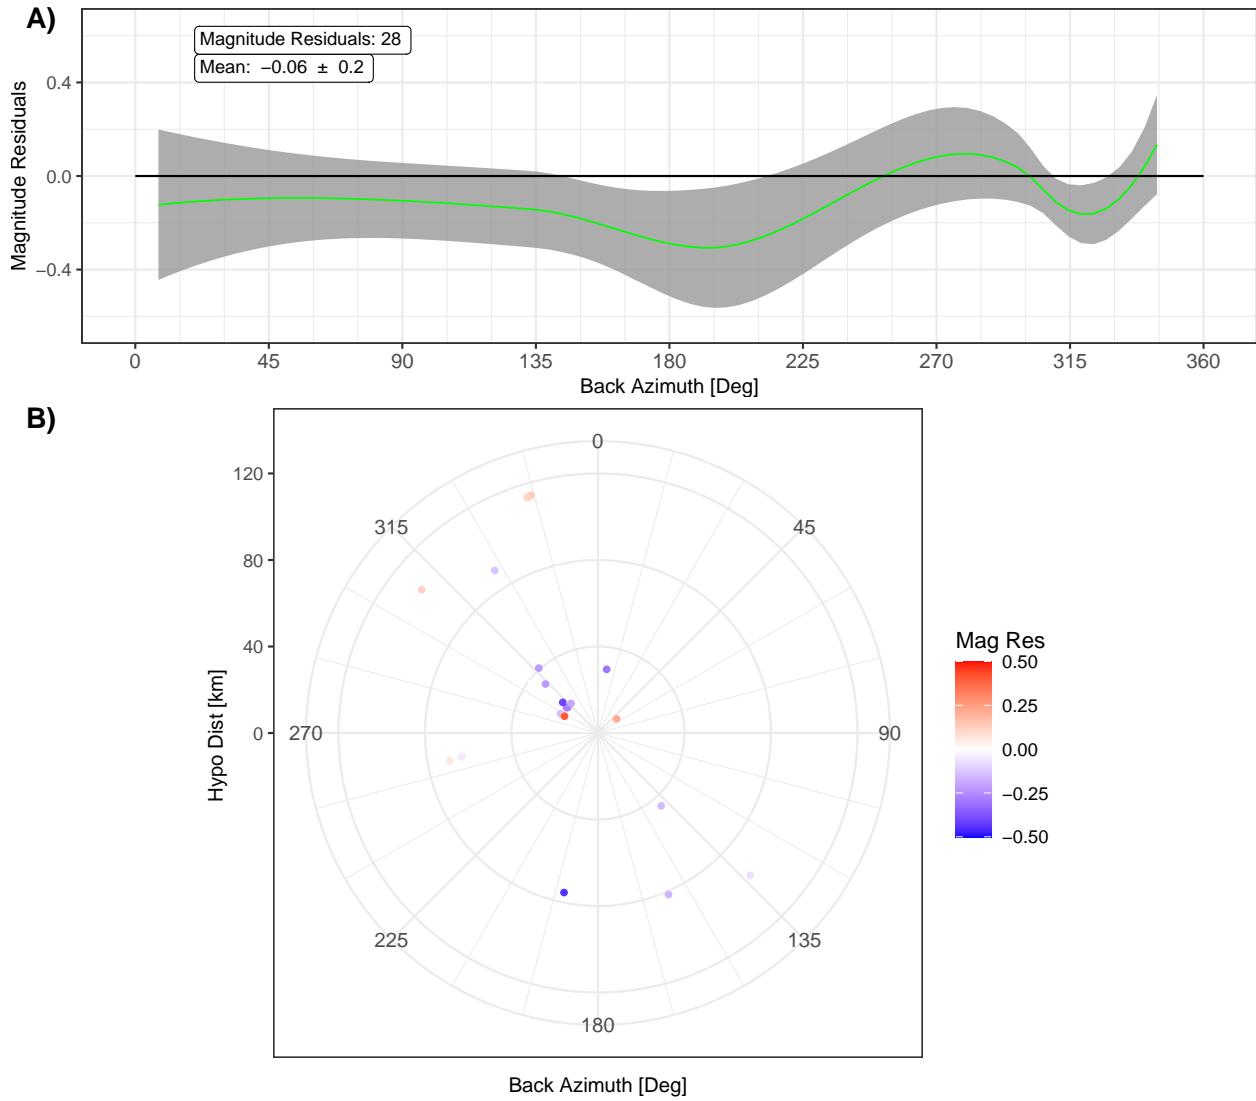 A)
Magnitude Residuals: 28
Mean: −0.06 ± 0.2
Magnitude Residuals
0.4
0.0
−0.4
0 45 90 135 180 225 270 315 360
Back Azimuth [Deg]
B)
Hypo Dist [km]
120
80
40
0
0
45
90
135
180
225
270
315
Back Azimuth [Deg]
Mag Res
0.50
0.25
0.00
−0.25
−0.50